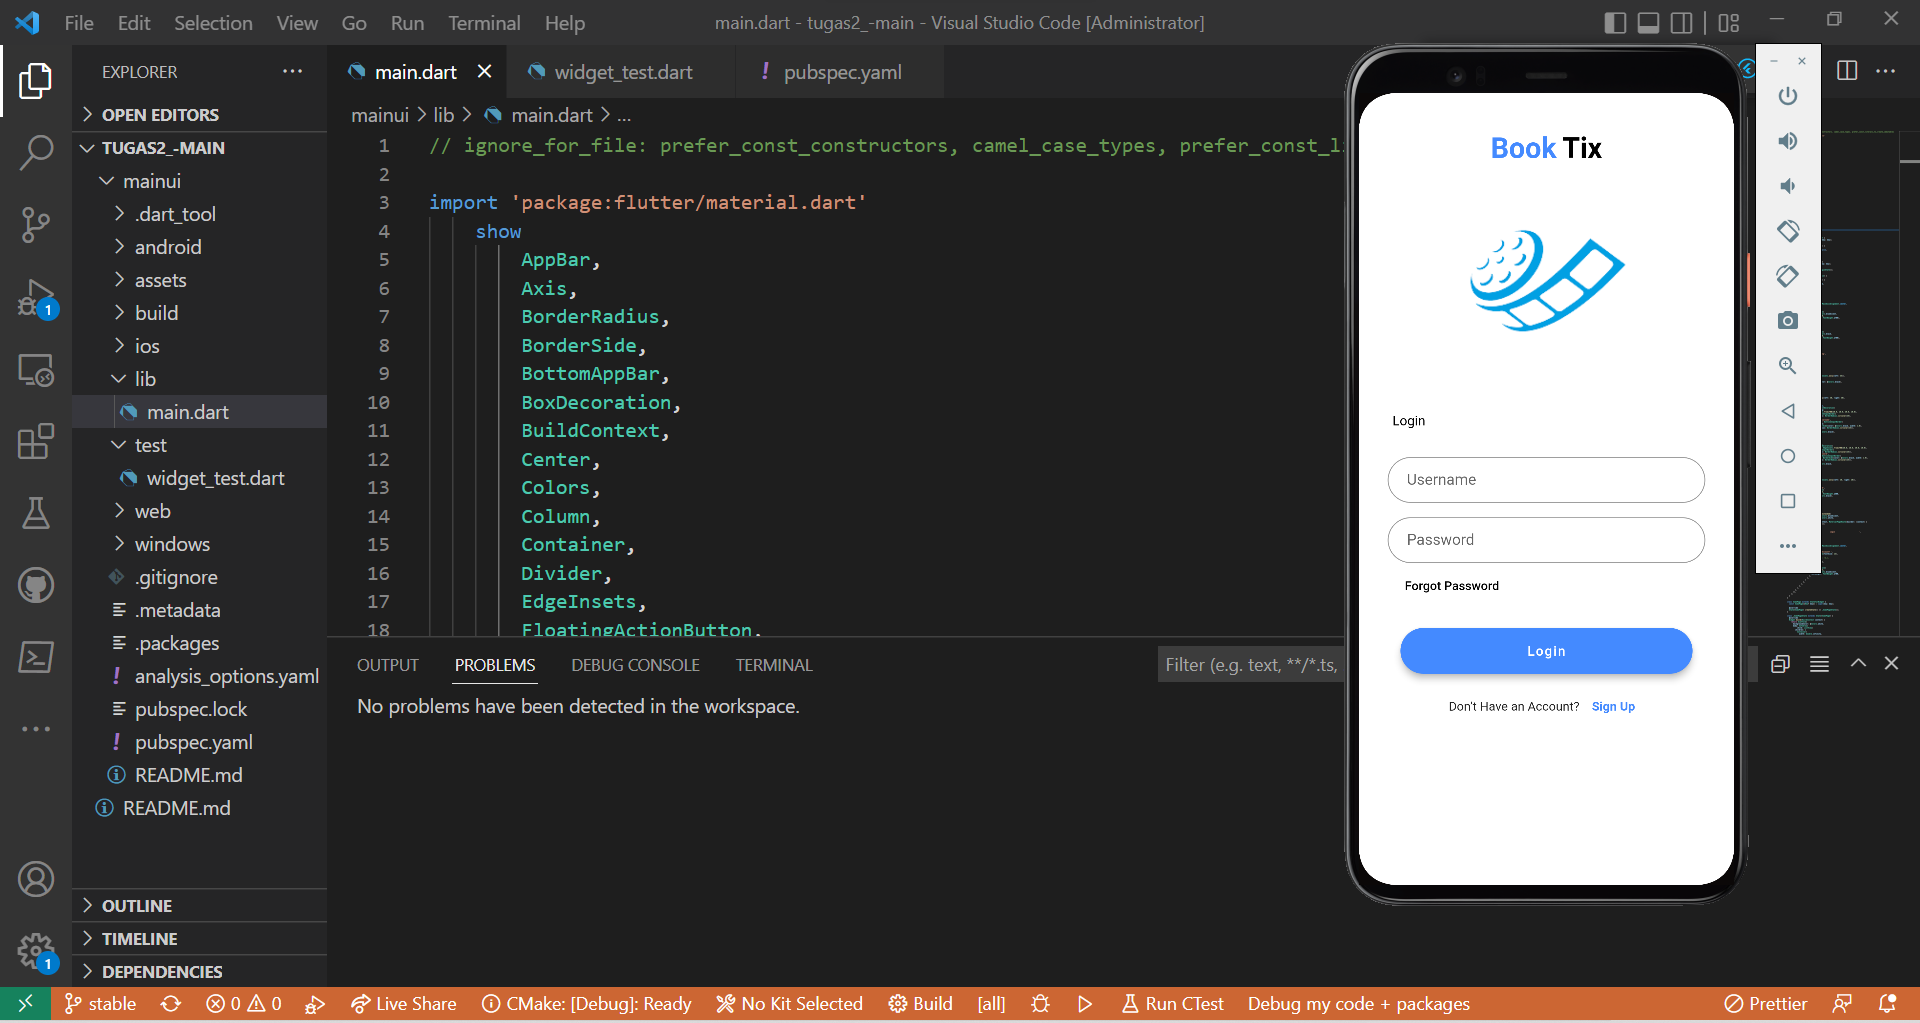 File Edit Selection View Go Run Terminal Help
main.dart - tugas2_-main - Visual Studio Code [Administrator]
EXPLORER
OPEN EDITORS
TUGAS2_-MAIN
mainui
.dart_tool
android
assets
build
ios
lib
main.dart
test
widget_test.dart
web
windows
.gitignore
.metadata
.packages
analysis_options.yaml
pubspec.lock
pubspec.yaml
README.md
README.md
OUTLINE
TIMELINE
DEPENDENCIES
1
1
main.dart
widget_test.dart
! pubspec.yaml
mainui > lib > main.dart > ...
1 // ignore_for_file: prefer_const_constructors, camel_case_types, prefer_const_li
2
3 import 'package:flutter/material.dart'
4 show
5 AppBar,
6 Axis,
7 BorderRadius,
8 BorderSide,
9 BottomAppBar,
10 BoxDecoration,
11 BuildContext,
12 Center,
13 Colors,
14 Column,
15 Container,
16 Divider,
17 EdgeInsets,
18 FloatingActionButton,
OUTPUT PROBLEMS DEBUG CONSOLE TERMINAL
Filter (e.g. text, **/*.ts,
No problems have been detected in the workspace.
Book Tix
Login
Username
Password
Forgot Password
Login
Don't Have an Account? Sign Up
stable 0 0 Live Share CMake: [Debug]: Ready No Kit Selected Build [all] Run CTest Debug my code + packages Prettier